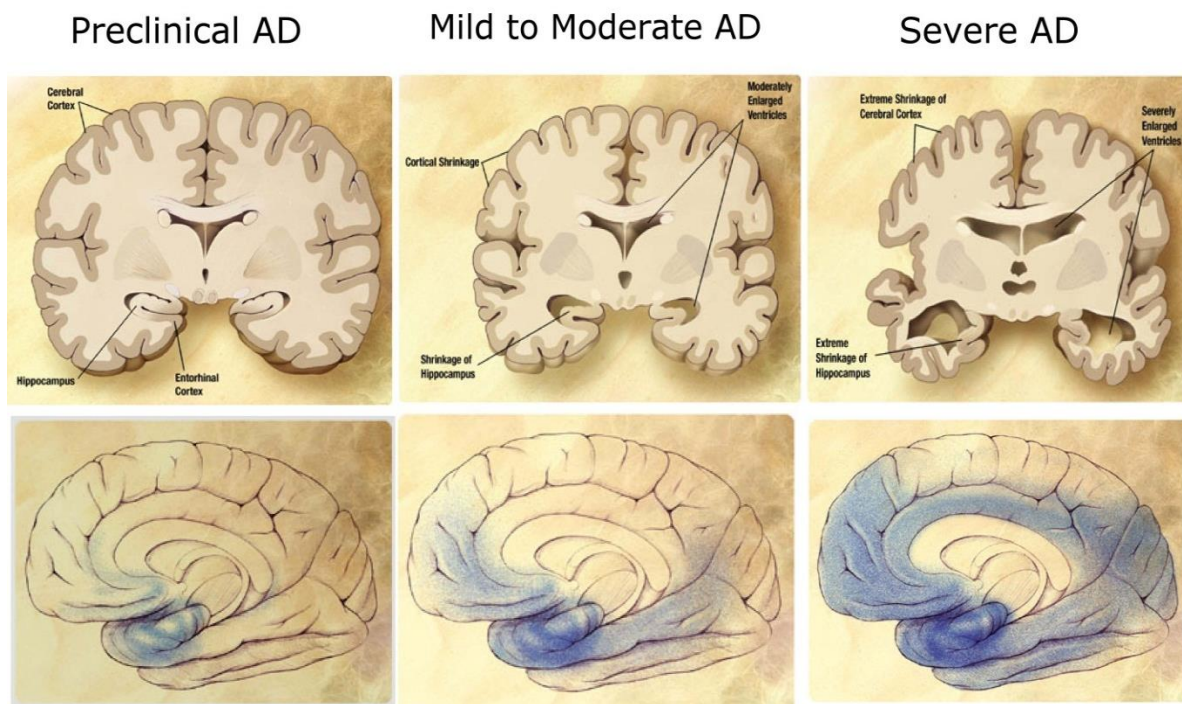 Preclinical AD
Mild to Moderate AD
Severe AD
Cerebral
Cortex
Hippocampus
Entorhinal
Cortex
Moderately
Enlarged
Ventricles
Cortical Shrinkage
Shrinkage of
Hippocampus
Extreme Shrinkage of
Cerebral Cortex
Severely
Enlarged
Ventricles
Extreme
Shrinkage of
Hippocampus